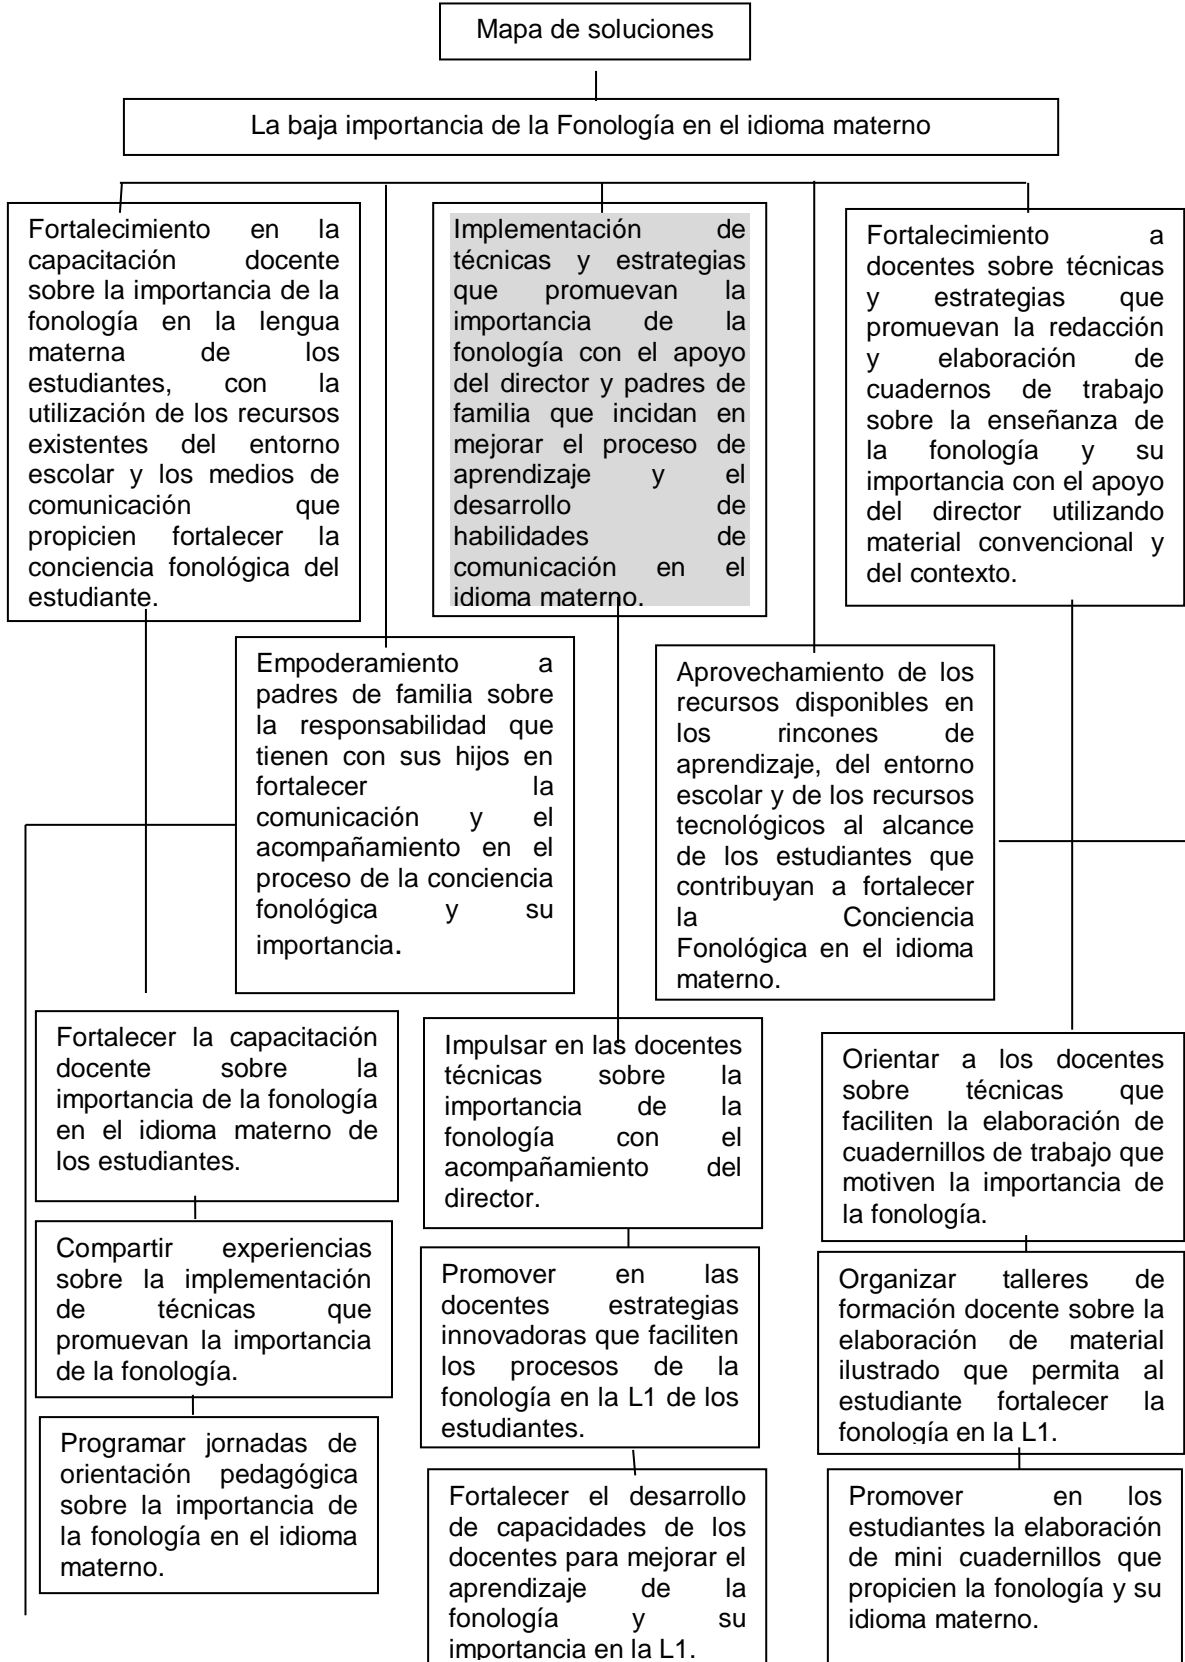 Mapa de soluciones
La baja importancia de la Fonología en el idioma materno
Fortalecimiento en la
capacitación docente
sobre la importancia de la
fonología en la lengua
materna de los
estudiantes, con la
utilización de los recursos
existentes del entorno
escolar y los medios de
comunicación que
propicien fortalecer la
conciencia fonológica del
estudiante.
Implementación de
técnicas y estrategias
que promuevan la
importancia de la
fonología con el apoyo
del director y padres de
familia que incidan en
mejorar el proceso de
aprendizaje y el
desarrollo de
habilidades de
comunicación en el
idioma materno.
Fortalecimiento a
docentes sobre técnicas
y estrategias que
promuevan la redacción
y elaboración de
cuadernos de trabajo
sobre la enseñanza de
la fonología y su
importancia con el apoyo
del director utilizando
material convencional y
del contexto.
Empoderamiento a
padres de familia sobre
la responsabilidad que
tienen con sus hijos en
fortalecer la
comunicación y el
acompañamiento en el
proceso de la conciencia
fonológica y su
importancia.
Aprovechamiento de los
recursos disponibles en
los rincones de
aprendizaje, del entorno
escolar y de los recursos
tecnológicos al alcance
de los estudiantes que
contribuyan a fortalecer
la Conciencia
Fonológica en el idioma
materno.
Fortalecer la capacitación
docente sobre la
importancia de la fonología
en el idioma materno de
los estudiantes.
Impulsar en las docentes
técnicas sobre la
importancia de la
fonología con el
acompañamiento del
director.
Orientar a los docentes
sobre técnicas que
faciliten la elaboración de
cuadernillos de trabajo que
motiven la importancia de
la fonología.
Compartir experiencias
sobre la implementación
de técnicas que
promuevan la importancia
de la fonología.
Promover en las
docentes estrategias
innovadoras que faciliten
los procesos de la
fonología en la L1 de los
estudiantes.
Organizar talleres de
formación docente sobre la
elaboración de material
ilustrado que permita al
estudiante fortalecer la
fonología en la L1.
Programar jornadas de
orientación pedagógica
sobre la importancia de
la fonología en el idioma
materno.
Fortalecer el desarrollo
de capacidades de los
docentes para mejorar el
aprendizaje de la
fonología y su
importancia en la L1.
Promover en los
estudiantes la elaboración
de mini cuadernillos que
propicien la fonología y su
idioma materno.